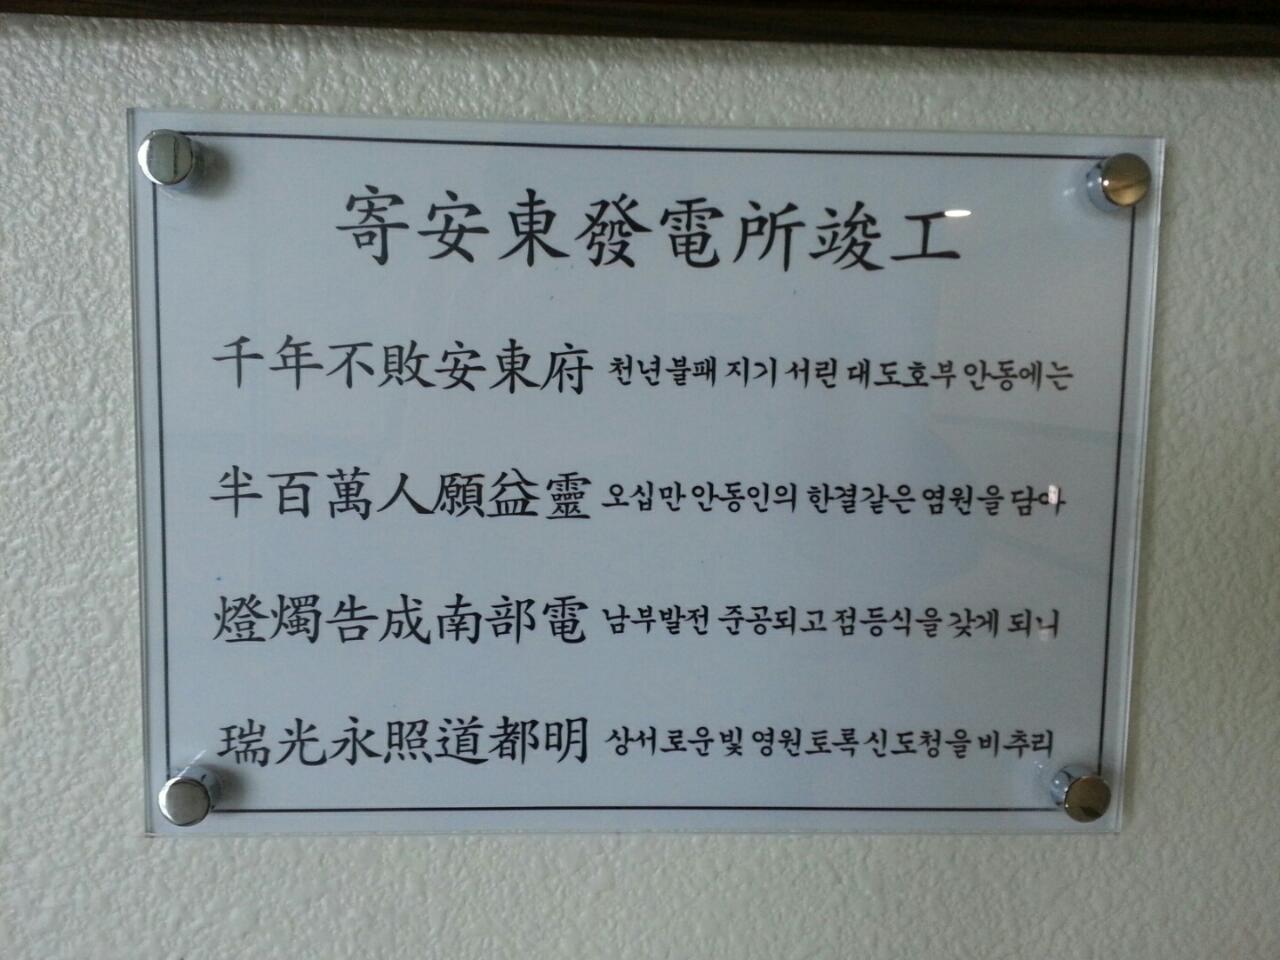 寄安東發電所竣工
千年不敗安東府 천년불패 지기 서린 대도호부 안동에는
半百萬人願益靈 오십만 안동인의 한결같은 염원을 담아
燈燭告成南部電 남부발전 준공되고 점등식을 갖게 되니
瑞光永照道都明 상서로운 빛 영원토록 신도청을 비추리